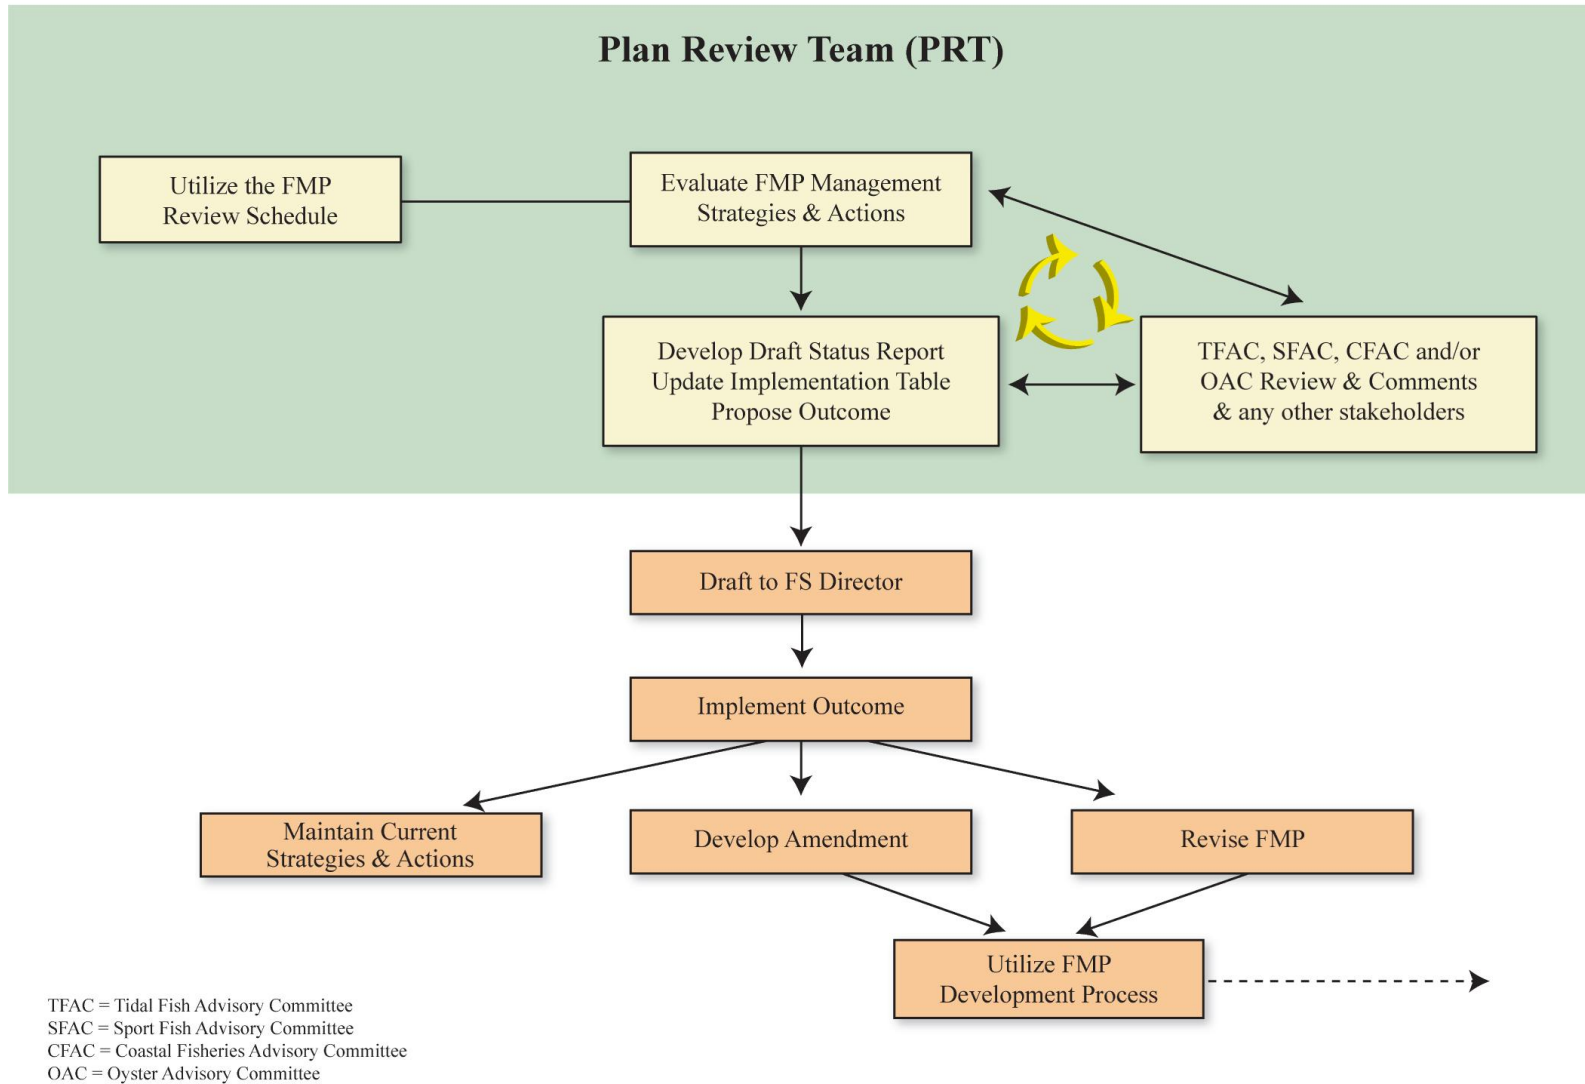 Plan Review Team (PRT)
Utilize the FMP
Review Schedule
Evaluate FMP Management
Strategies & Actions
Develop Draft Status Report
Update Implementation Table
Propose Outcome
TFAC, SFAC, CFAC and/or
OAC Review & Comments
& any other stakeholders
Draft to FS Director
Implement Outcome
Maintain Current
Strategies & Actions
Develop Amendment
Revise FMP
Utilize FMP
Development Process
TFAC = Tidal Fish Advisory Committee
SFAC = Sport Fish Advisory Committee
CFAC = Coastal Fisheries Advisory Committee
OAC = Oyster Advisory Committee